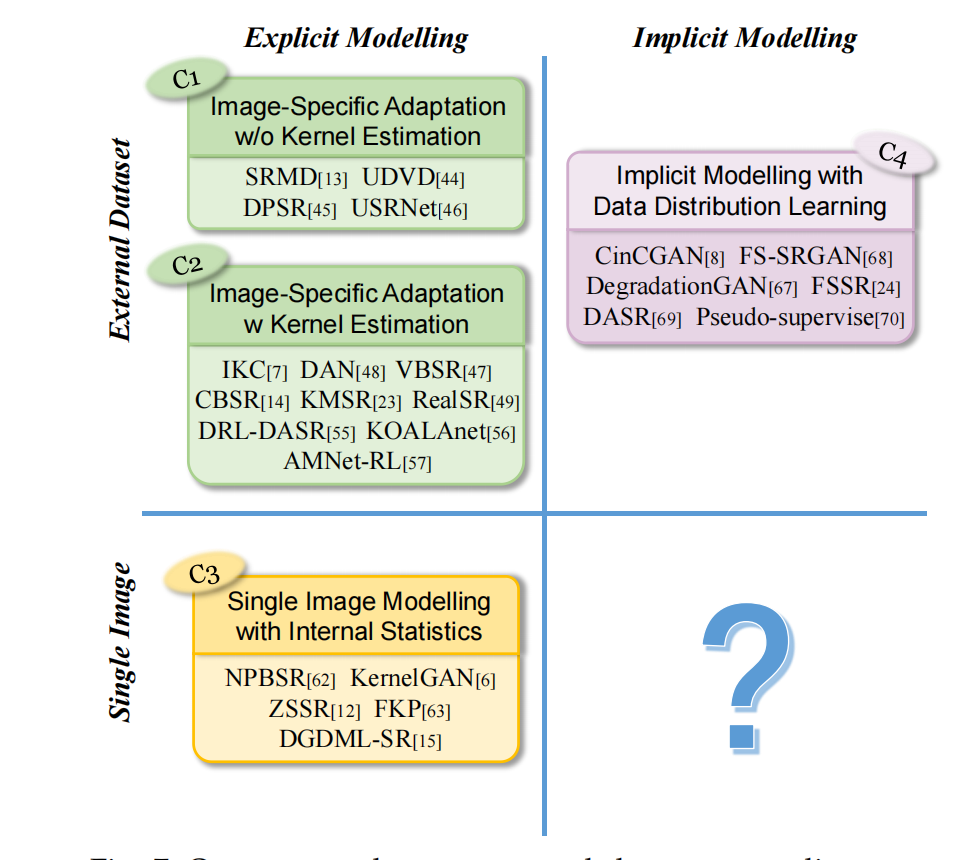 Explicit Modelling
Implicit Modelling
External Dataset
C1
Image-Specific Adaptation
w/o Kernel Estimation
SRMD[13] UDVD[44]
DPSR[45] USRNet[46]
C2
Image-Specific Adaptation
w Kernel Estimation
IKC[7] DAN[48] VBSR[47]
CBSR[14] KMSR[23] RealSR[49]
DRL-DASR[55] KOALAnet[56]
AMNet-RL[57]
C4
Implicit Modelling with
Data Distribution Learning
CinCGAN[8] FS-SRGAN[68]
DegradationGAN[67] FSSR[24]
DASR[69] Pseudo-supervise[70]
Single Image
C3
Single Image Modelling
with Internal Statistics
NPBSR[62] KernelGAN[6]
ZSSR[12] FKP[63]
DGDML-SR[15]
?